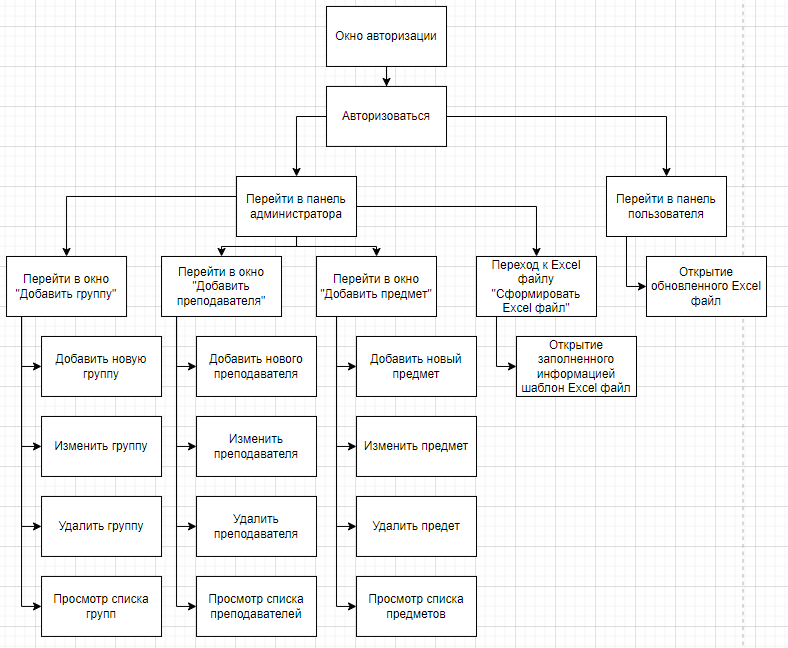 Окно авторизации
Авторизоваться
Перейти в панель
администратора
Перейти в панель
пользователя
Перейти в окно
"Добавить группу"
Перейти в окно
"Добавить
преподавателя"
Перейти в окно
"Добавить предмет"
Переход к Excel
файлу
"Сформировать
Excel файл"
Открытие
обновленного Excel
файл
Добавить новую
группу
Добавить нового
преподавателя
Добавить новый
предмет
Открытие
заполненного
информацией
шаблон Excel файл
Изменить группу
Изменить
преподавателя
Изменить предмет
Удалить группу
Удалить
преподавателя
Удалить предет
Просмотр списка
групп
Просмотр списка
преподавателей
Просмотр списка
предметов